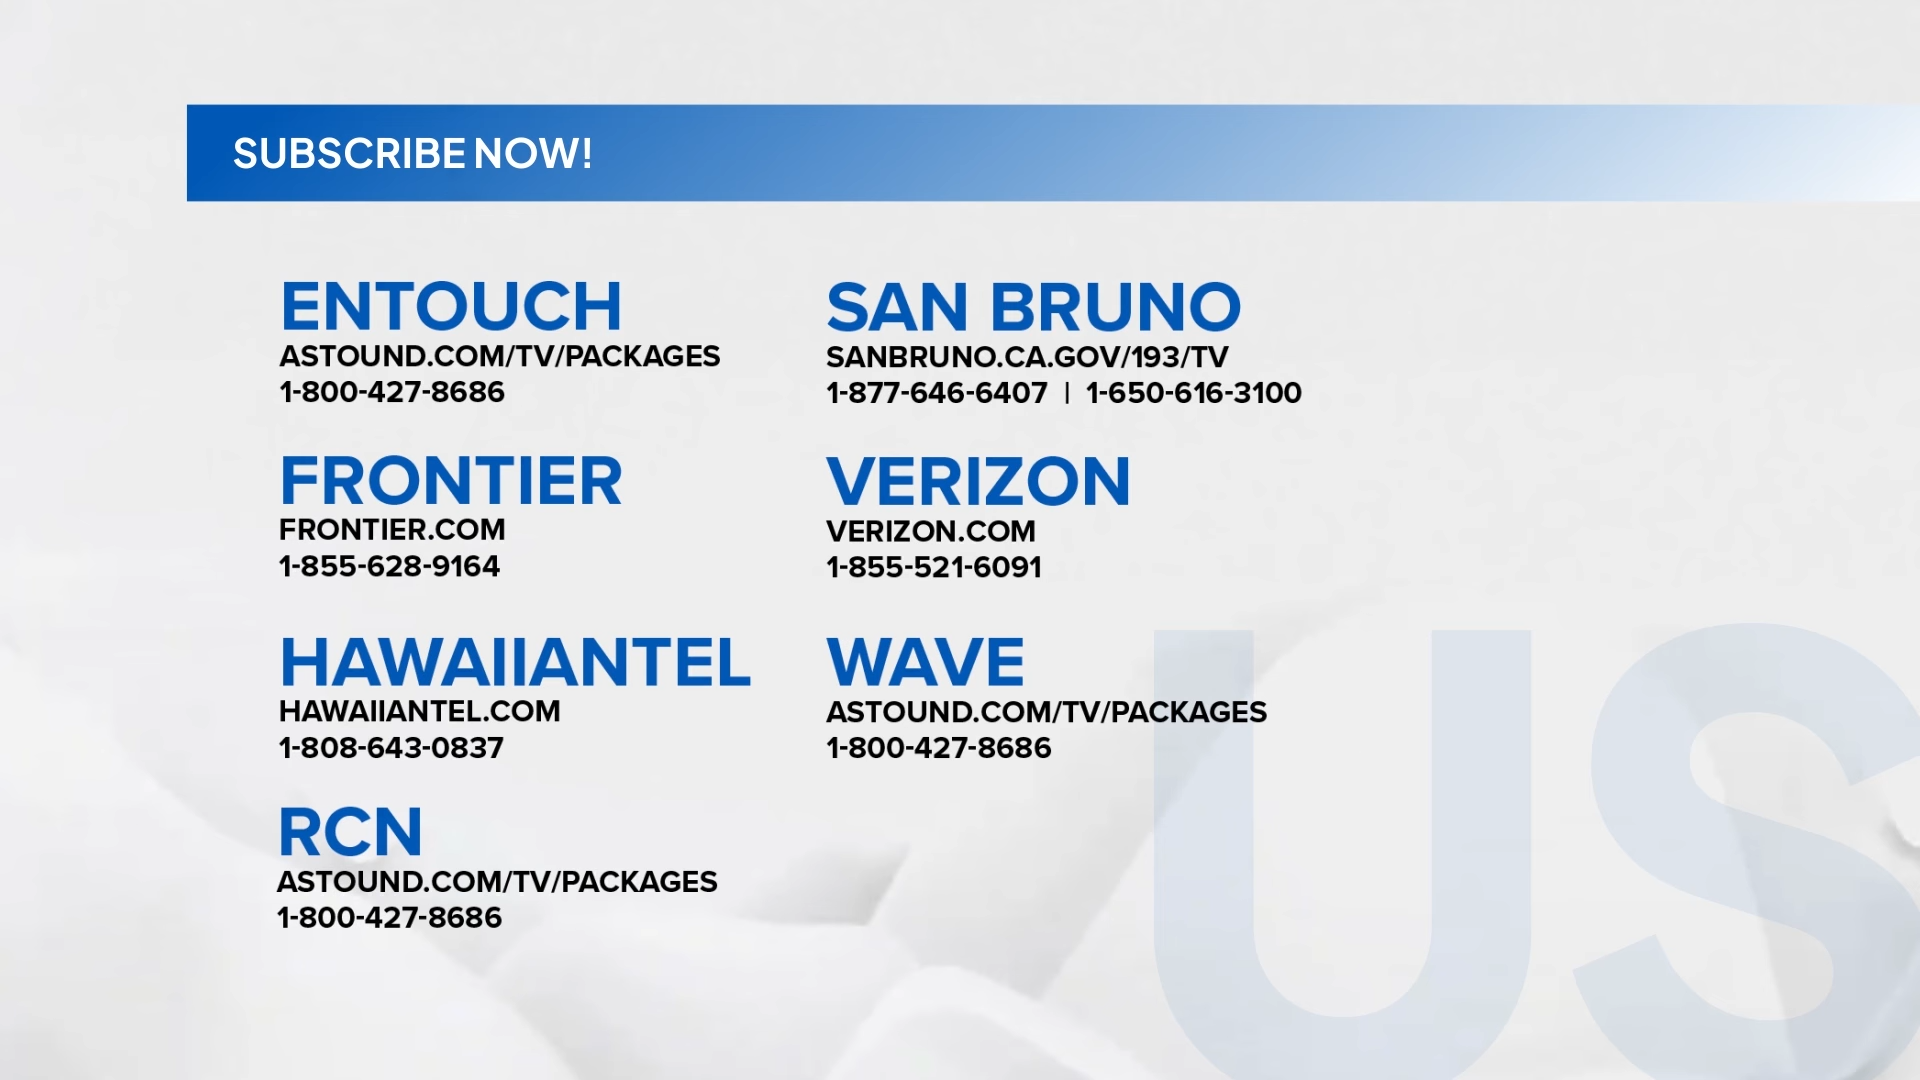 SUBSCRIBE NOW!
ENTOUCH
ASTOUND.COM/TV/PACKAGES
1-800-427-8686
FRONTIER
FRONTIER.COM
1-855-628-9164
HAWAIIANTEL
HAWAIIANTEL.COM
1-808-643-0837
RCN
ASTOUND.COM/TV/PACKAGES
1-800-427-8686
SAN BRUNO
SANBRUNO.CA.GOV/193/TV
1-877-646-6407 | 1-650-616-3100
VERIZON
VERIZON.COM
1-855-521-6091
WAVE
ASTOUND.COM/TV/PACKAGES
1-800-427-8686
US